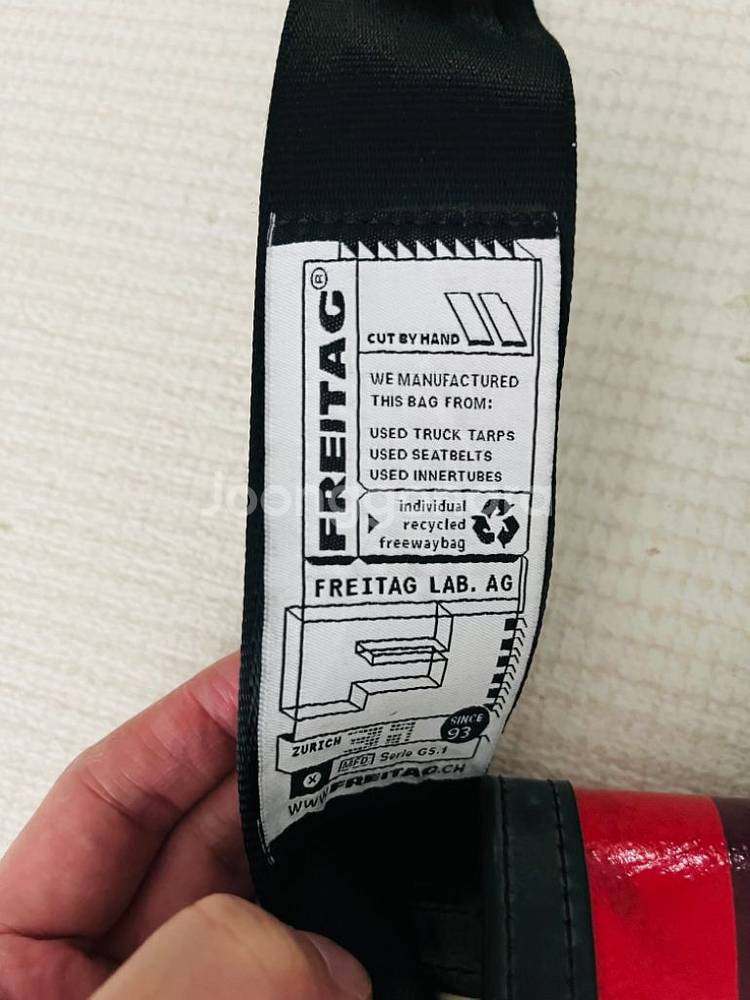 FREITAG®
CUT BY HAND
WE MANUFACTURED
THIS BAG FROM:
USED TRUCK TARPS
USED SEATBELTS
USED INNERTUBES
individual
recycled
freewaybag
FREITAG LAB. AG
SINCE
93
ZURICH
MFD Serie G5.1
www.FREITAG.CH